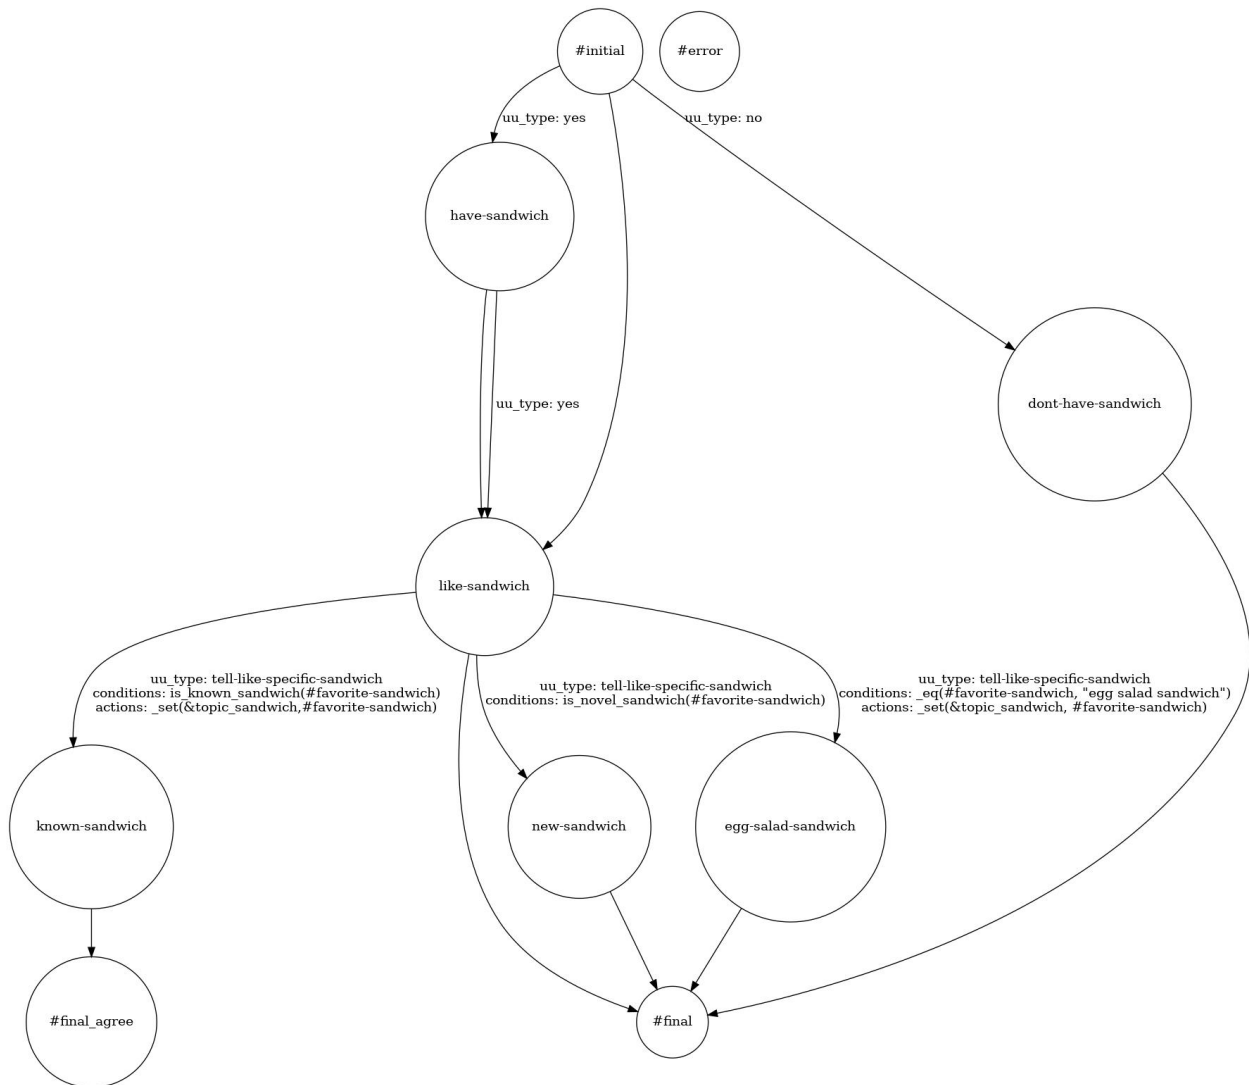 #initial
#error
uu_type: yes
uu_type: no
have-sandwich
dont-have-sandwich
uu_type: yes
like-sandwich
uu_type: tell-like-specific-sandwich
conditions: is_known_sandwich(#favorite-sandwich)
actions: _set(&topic_sandwich,#favorite-sandwich)
uu_type: tell-like-specific-sandwich
conditions: is_novel_sandwich(#favorite-sandwich)
uu_type: tell-like-specific-sandwich
conditions: _eq(#favorite-sandwich, "egg salad sandwich")
actions: _set(&topic_sandwich, #favorite-sandwich)
known-sandwich
new-sandwich
egg-salad-sandwich
#final_agree
#final